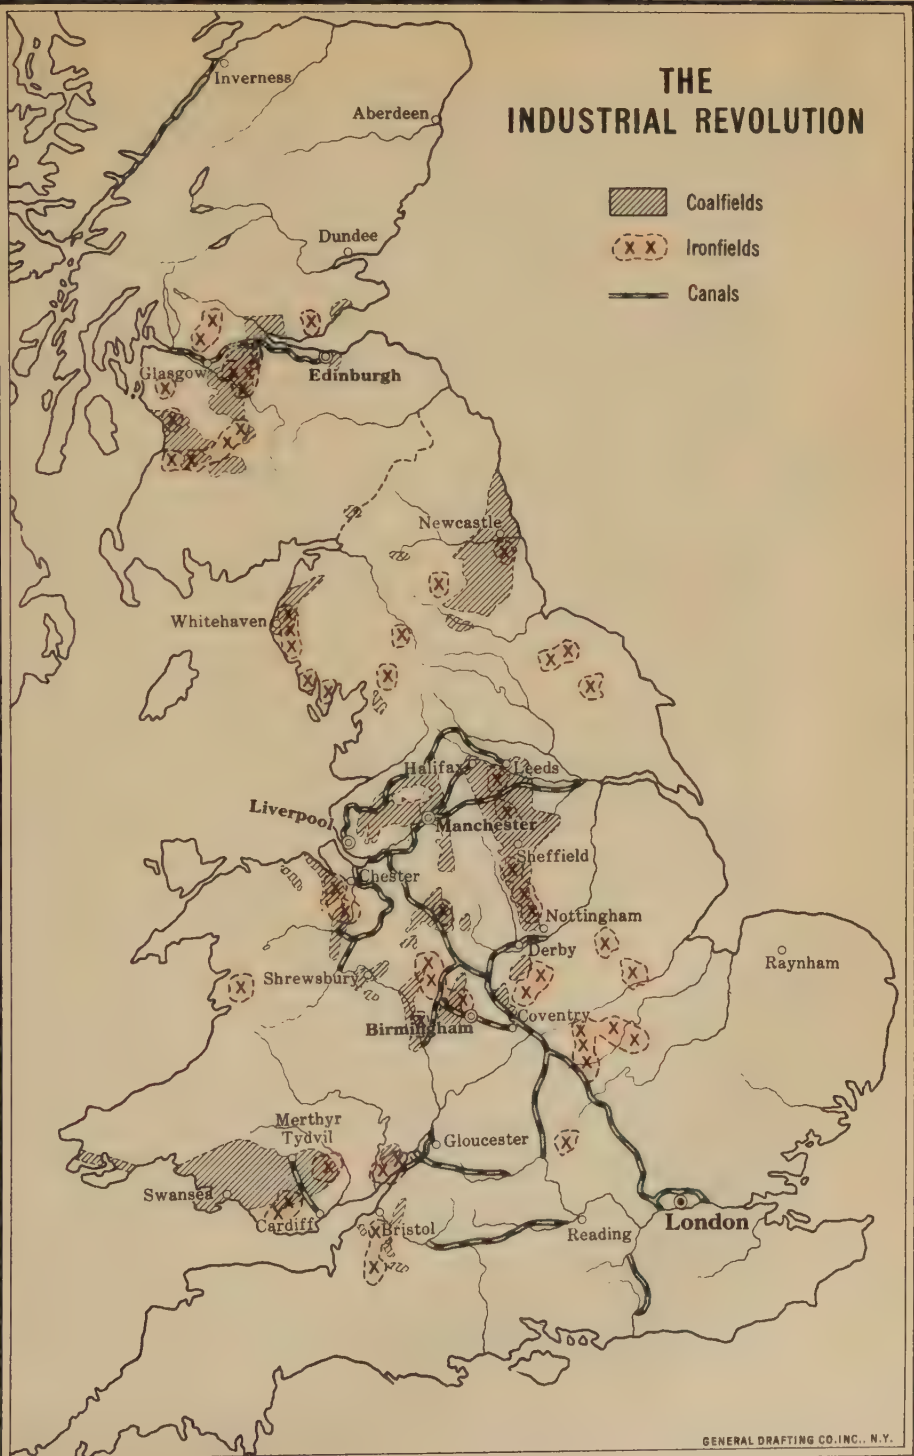 THE
INDUSTRIAL REVOLUTION
Coalfields
Ironfields
Canals
Inverness
Aberdeen
Dundee
Glasgow
Edinburgh
Newcastle
Whitehaven
Halifax
Leeds
Liverpool
Manchester
Sheffield
Chester
Nottingham
Derby
Raynham
Shrewsbury
Coventry
Birmingham
Merthyr
Tydvil
Gloucester
Swansea
Cardiff
Bristol
Reading
London
GENERAL DRAFTING CO.INC., N.Y.